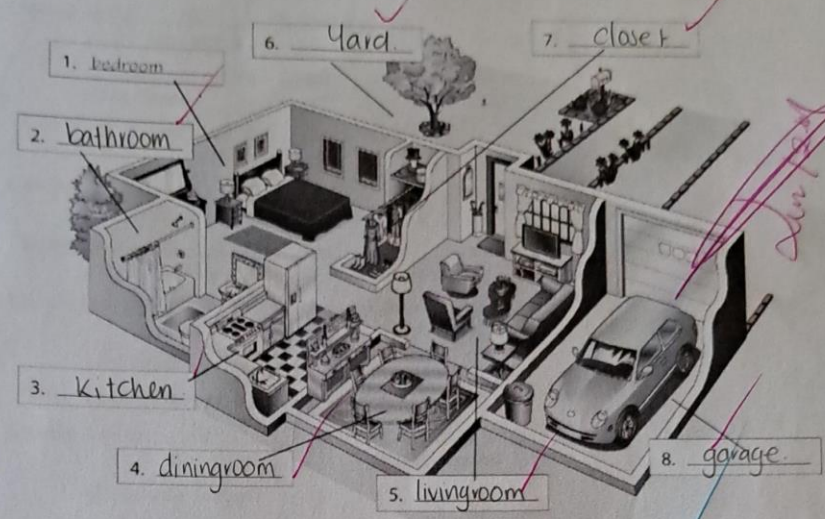 1. bedroom
2. bathroom
3. kitchen
4. diningroom
5. livingroom
6. Yard
7. closet
8. garage